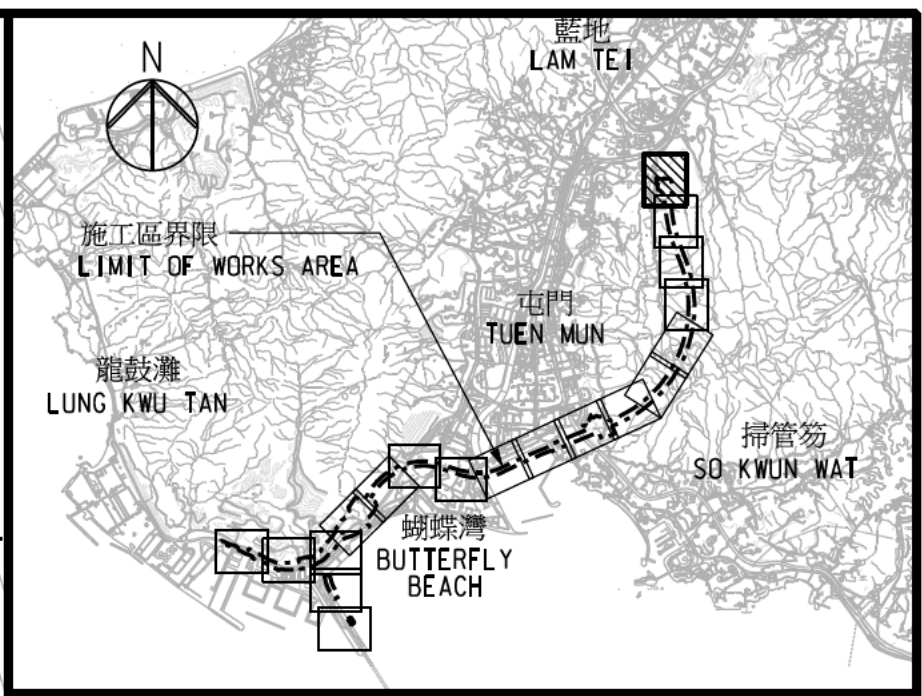 藍地
LAM TEI
N
施工區界限
LIMIT OF WORKS AREA
屯門
TUEN MUN
龍鼓灘
LUNG KWU TAN
掃管笏
SO KWUN WAT
蝴蝶灣
BUTTERFLY
BEACH